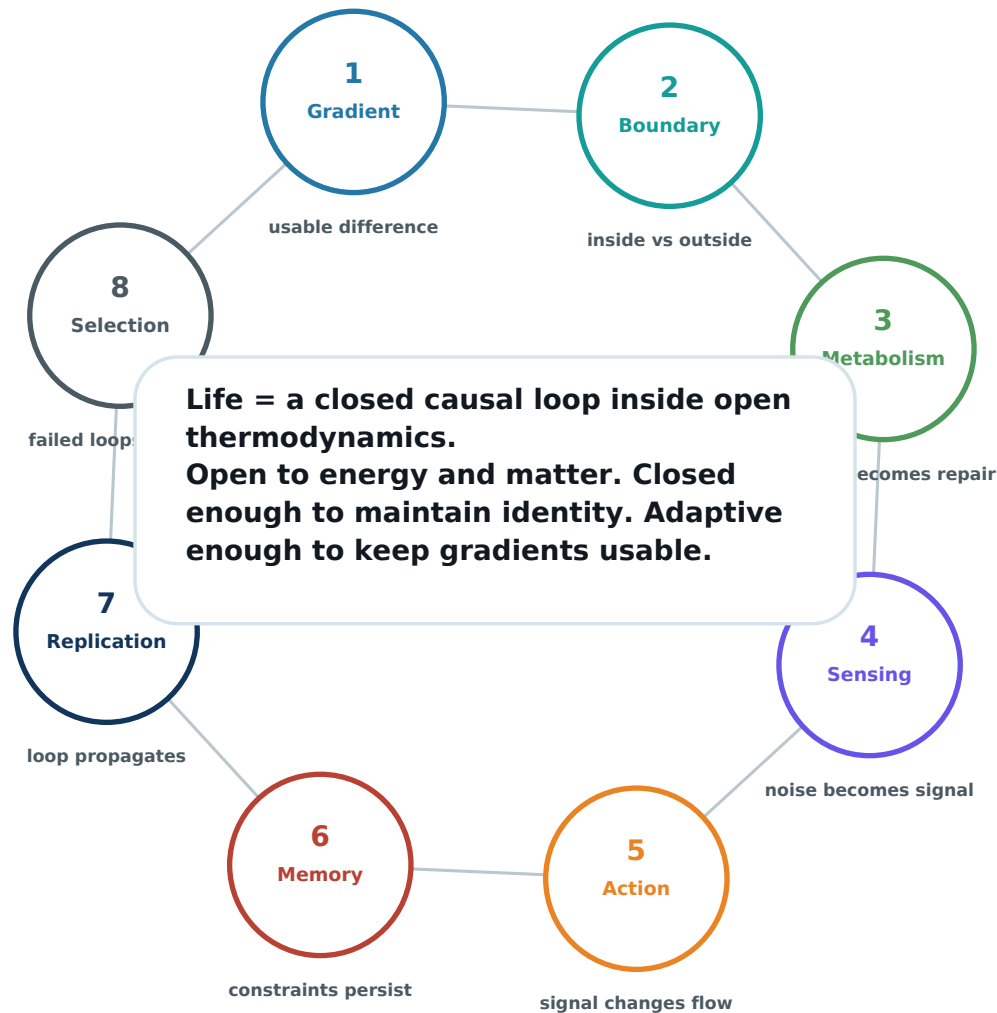 1
Gradient
usable difference
2
Boundary
inside vs outside
3
Metabolism
repair
4
Sensing
noise becomes signal
5
Action
signal changes flow
6
Memory
constraints persist
7
Replication
loop propagates
8
Selection
failed
Life = a closed causal loop inside open
thermodynamics.
Open to energy and matter. Closed
enough to maintain identity. Adaptive
enough to keep gradients usable.